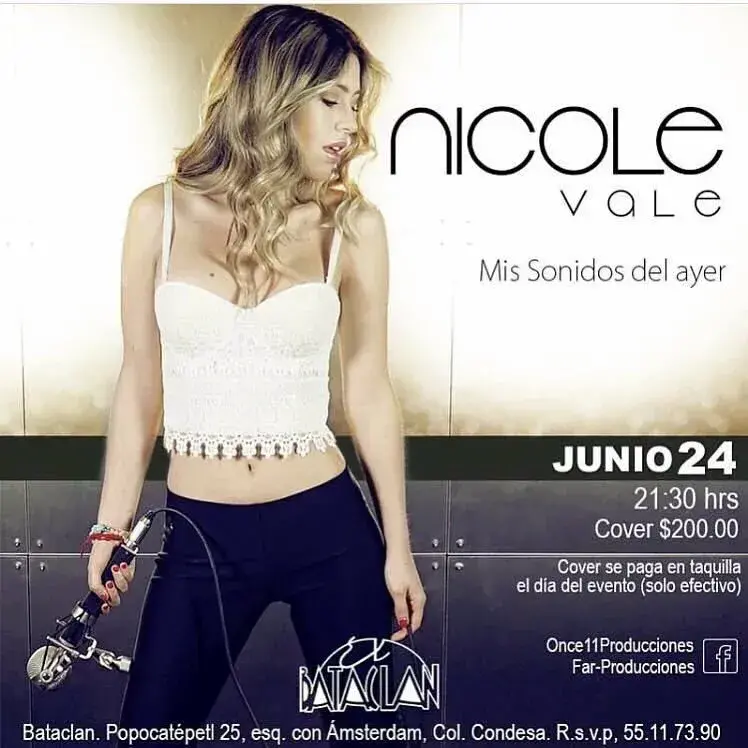 nicole
vale
Mis Sonidos del ayer
JUNIO 24
21:30 hrs
Cover $200.00
Cover se paga en taquilla
el día del evento (solo efectivo)
Once11Producciones
Far-Producciones
f
BATACLAN
Bataclan. Popocatépetl 25, esq. con Ámsterdam, Col. Condesa. R.s.v.p, 55.11.73.90